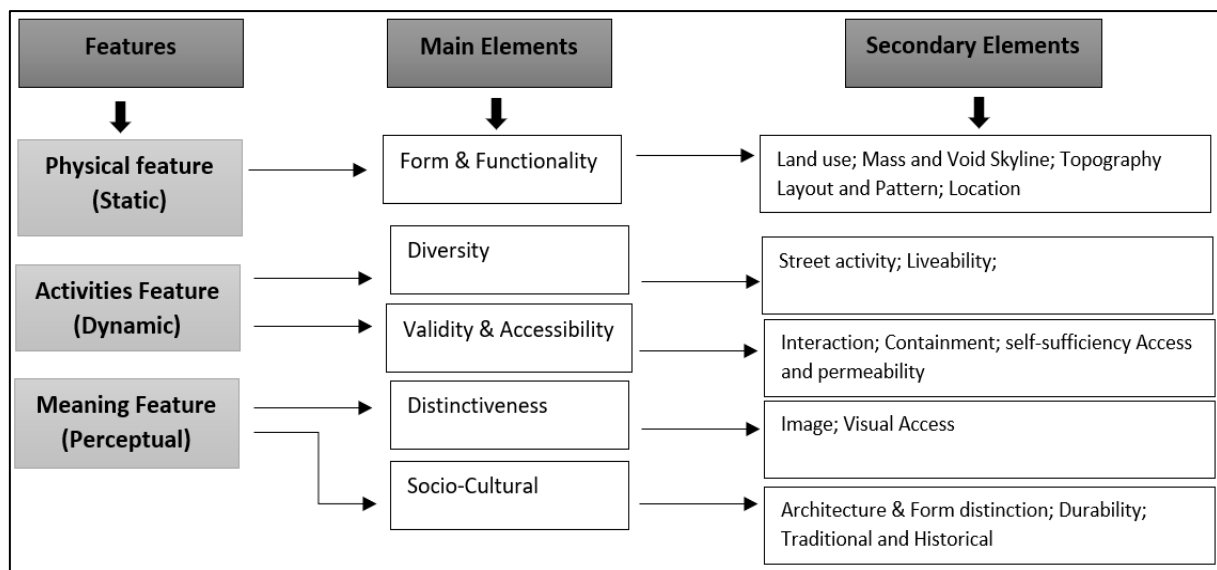 Features
Main Elements
Secondary Elements
Physical feature
(Static)
Form & Functionality
Land use; Mass and Void Skyline; Topography
Layout and Pattern; Location
Activities Feature
(Dynamic)
Diversity
Street activity; Liveability;
Validity & Accessibility
Interaction; Containment; self-sufficiency Access
and permeability
Meaning Feature
(Perceptual)
Distinctiveness
Image; Visual Access
Socio-Cultural
Architecture & Form distinction; Durability;
Traditional and Historical